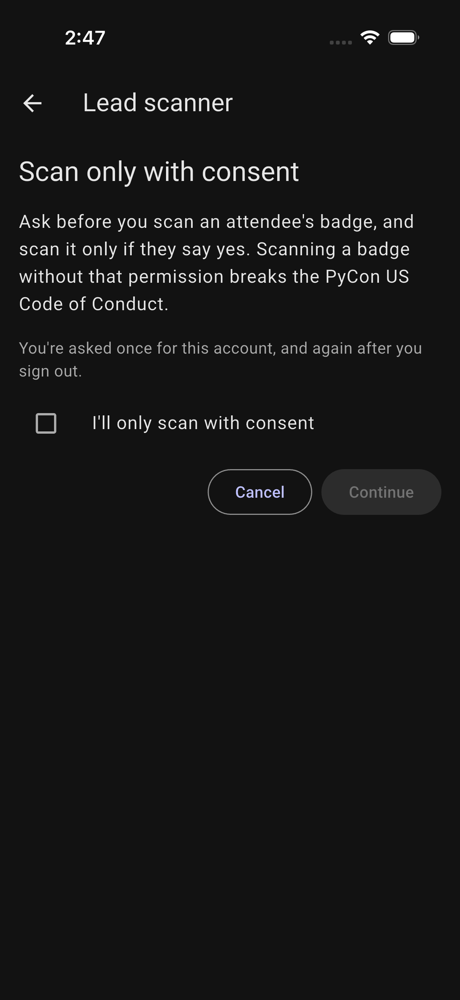 2:47
Lead scanner
Scan only with consent
Ask before you scan an attendee's badge, and
scan it only if they say yes. Scanning a badge
without that permission breaks the PyCon US
Code of Conduct.
You're asked once for this account, and again after you
sign out.
I'll only scan with consent
Cancel
Continue